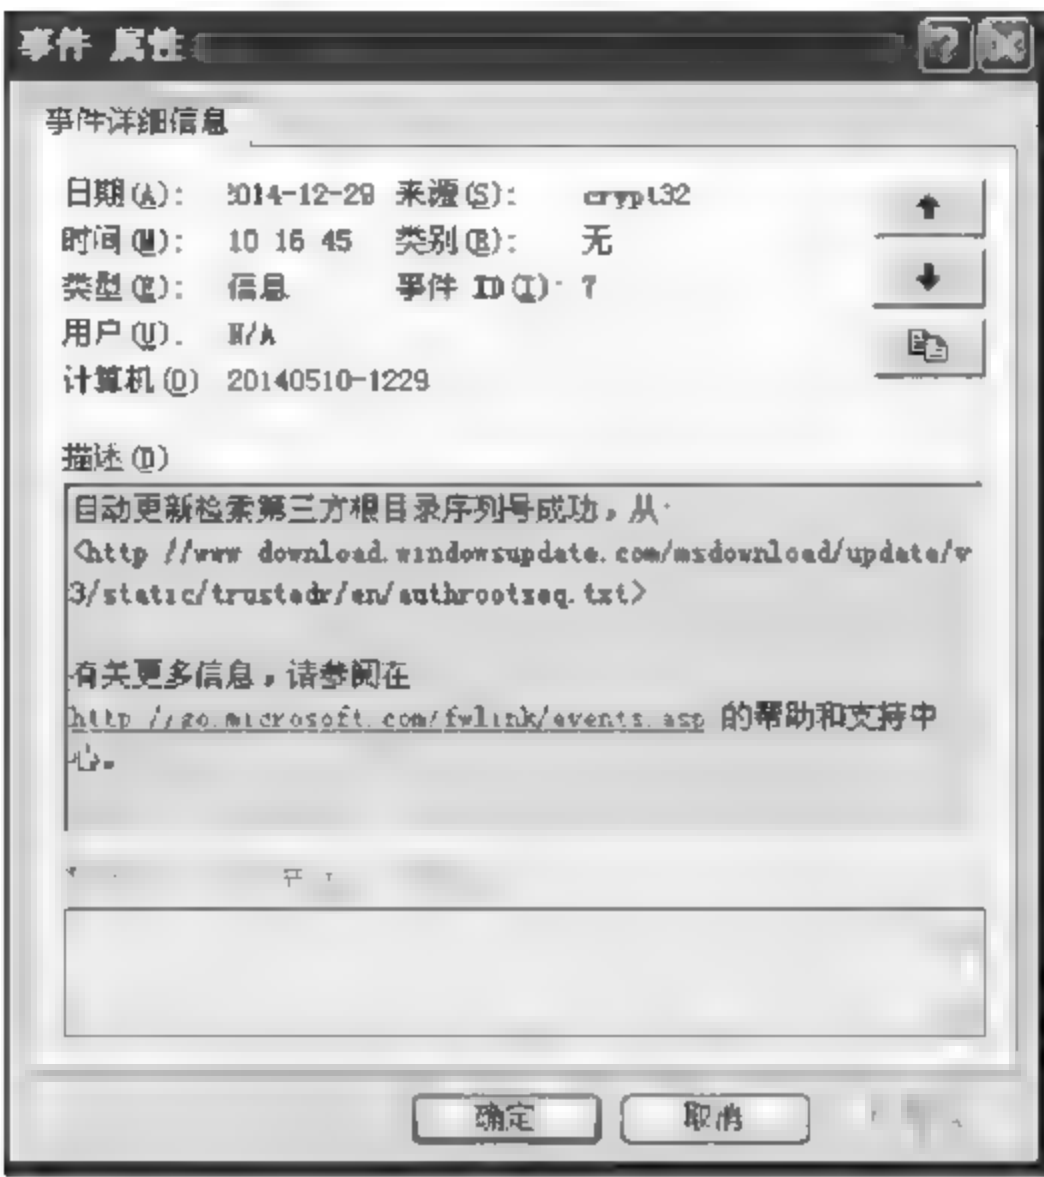 事件 属性
事件详细信息
日期(A): 2014-12-29 来源(S): crypt32
时间(M): 10 16 45 类别(R): 无
类型(E): 信息 事件 ID(I): 7
用户(U). N/A
计算机(O) 20140510-1229
描述(D)
自动更新检索第三方根目录序列号成功，从:
<http //www download.windowsupdate.com/msdownload/update/v
3/static/trustedr/en/authrootseq.txt>
有关更多信息，请参阅在
http //go.microsoft.com/fwlink/events.asp 的帮助和支持中
心。
确定 取消